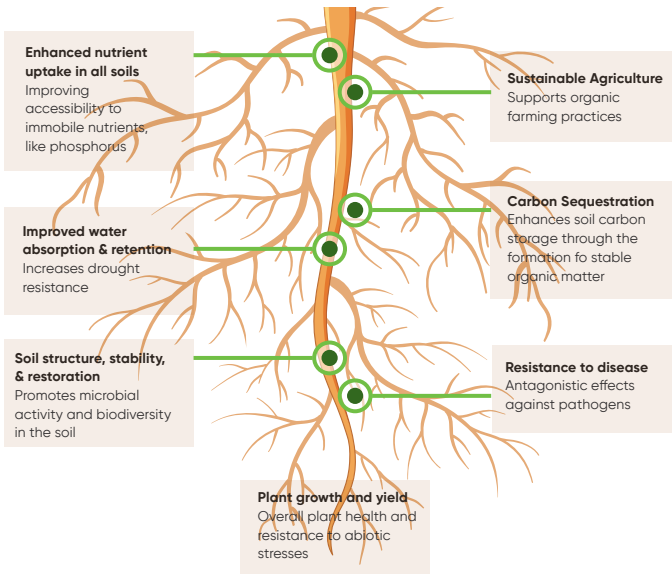 Enhanced nutrient
uptake in all soils
Improving
accessibility to
immobile nutrients,
like phosphorus
Sustainable Agriculture
Supports organic
farming practices
Carbon Sequestration
Enhances soil carbon
storage through the
formation fo stable
organic matter
Improved water
absorption & retention
Increases drought
resistance
Soil structure, stability,
& restoration
Promotes microbial
activity and biodiversity
in the soil
Resistance to disease
Antagonistic effects
against pathogens
Plant growth and yield
Overall plant health and
resistance to abiotic
stresses